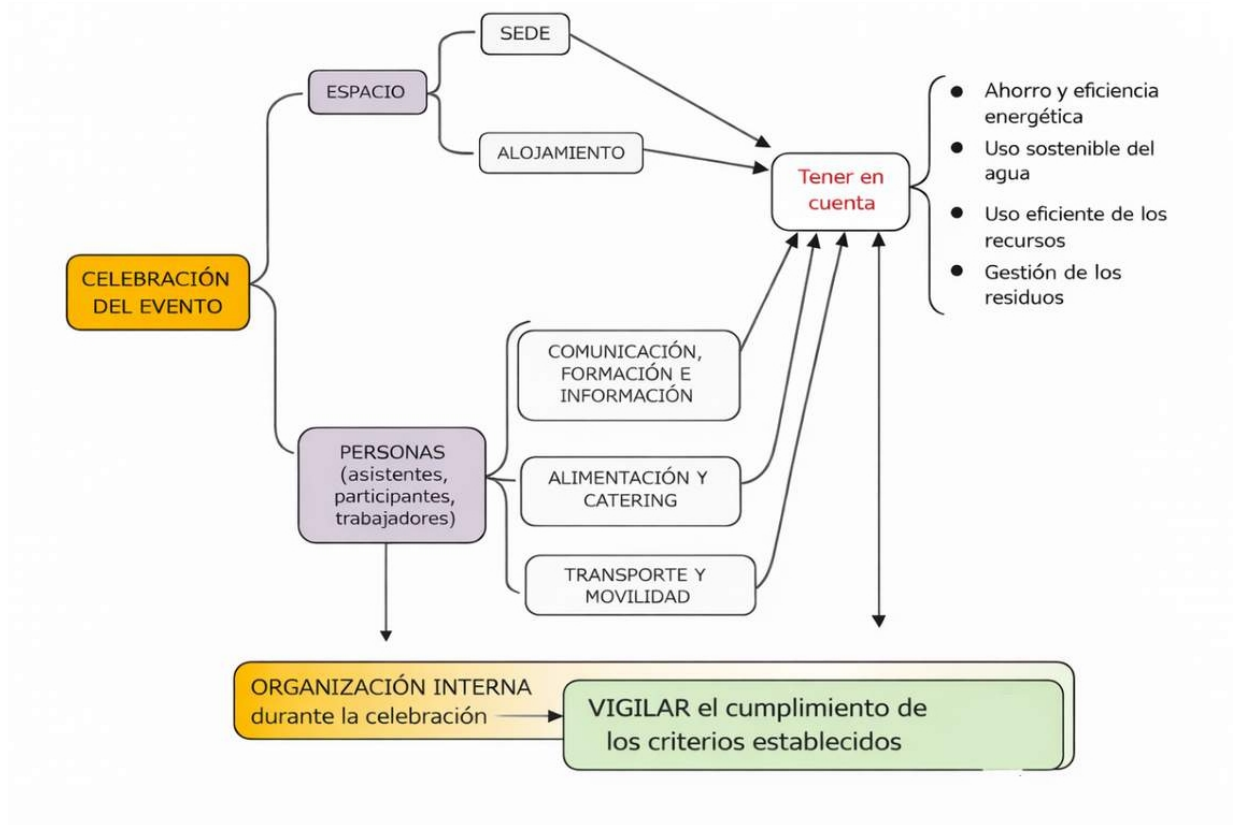 SEDE
ESPACIO
ALOJAMIENTO
Tener en
cuenta
Ahorro y eficiencia
energética
Uso sostenible del
agua
Uso eficiente de los
recursos
Gestión de los
residuos
CELEBRACIÓN
DEL EVENTO
COMUNICACIÓN,
FORMACIÓN E
INFORMACIÓN
PERSONAS
(asistentes,
participantes,
trabajadores)
ALIMENTACIÓN Y
CATERING
TRANSPORTE Y
MOVILIDAD
ORGANIZACIÓN INTERNA
durante la celebración
VIGILAR el cumplimiento de
los criterios establecidos